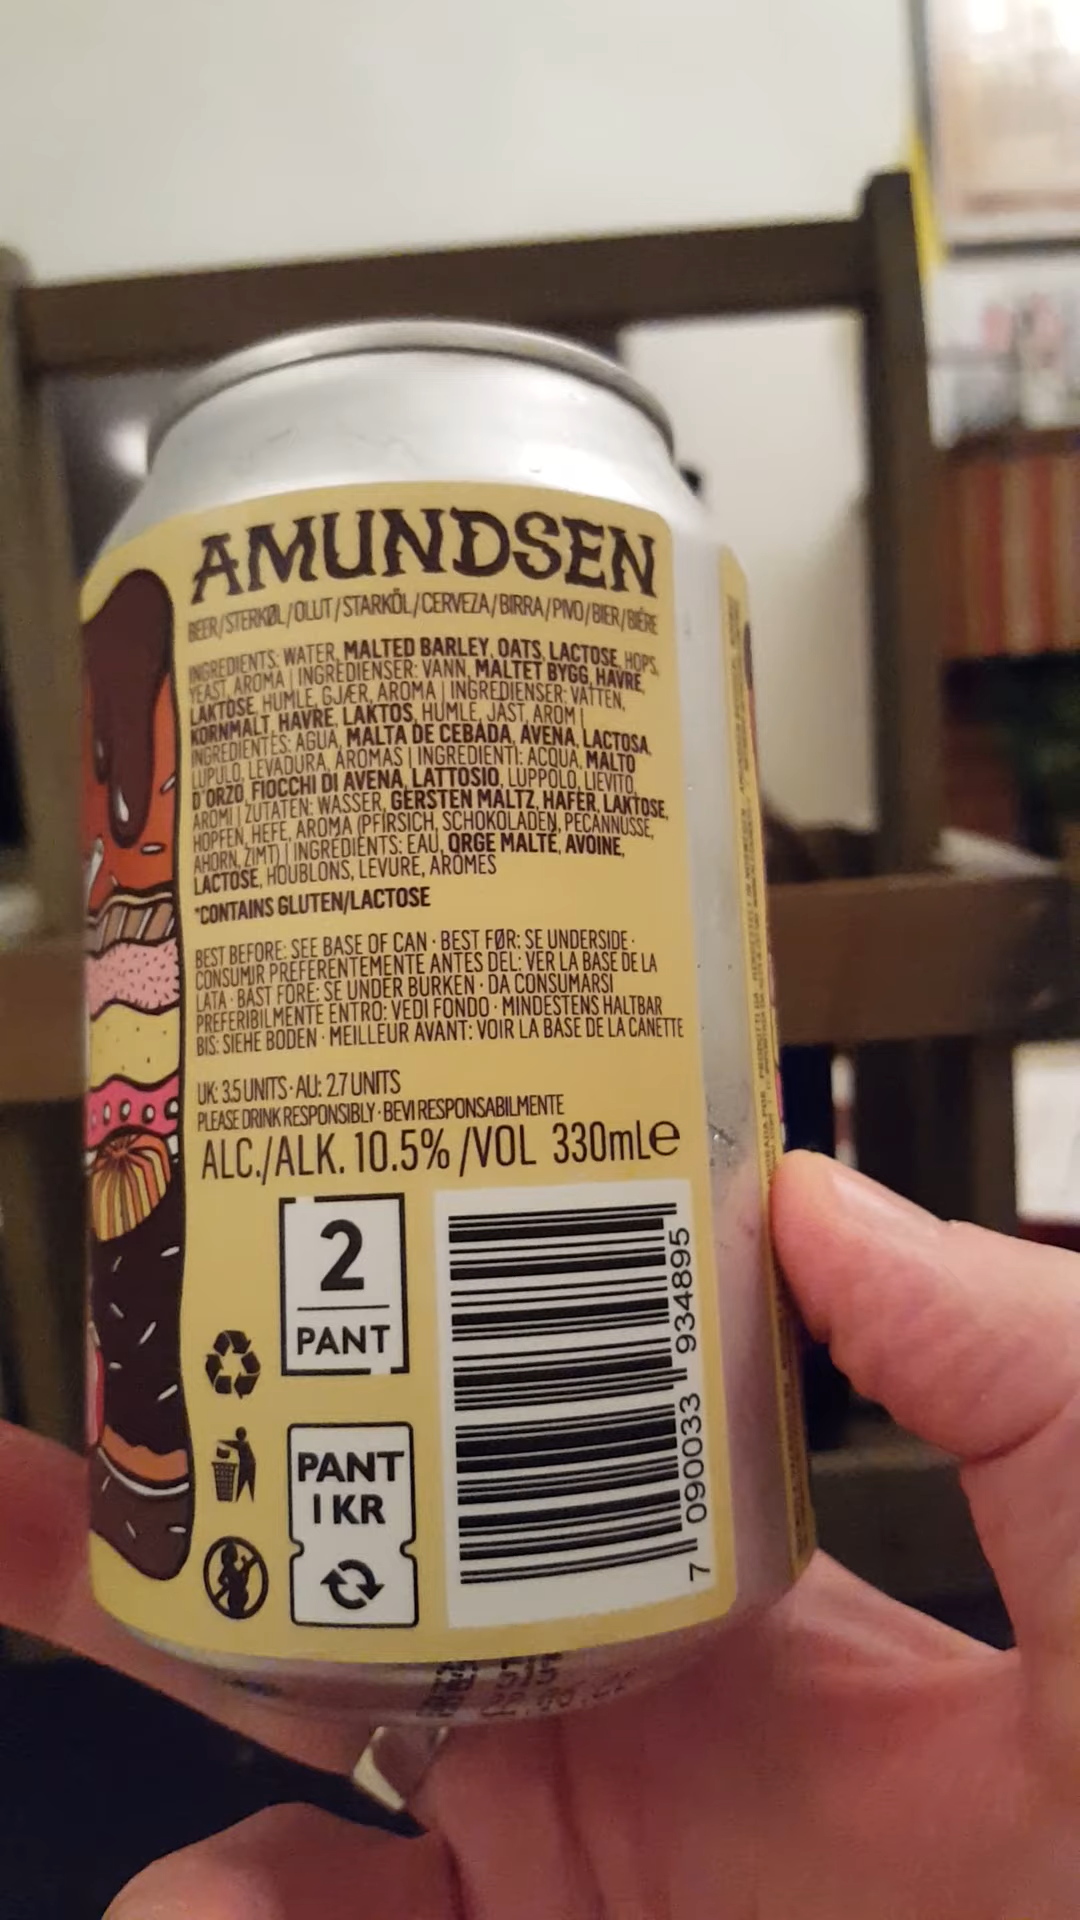 AMUNDSEN
BEER/STERKØL/OLUT/STARKÖL/CERVEZA/BIRRA/PIVO/BIER/BIÈRE
INGREDIENTS: WATER, MALTED BARLEY, OATS, LACTOSE, HOPS,
YEAST, AROMA | INGREDIENSER: VANN, MALTET BYGG, HAVRE,
LAKTOSE, HUMLE, GJÆR, AROMA | INGREDIENSER: VATTEN,
KORNMALT, HAVRE, LAKTOS, HUMLE, JAST, AROM |
INGREDIENTES: AGUA, MALTA DE CEBADA, AVENA, LACTOSA,
LUPULO, LEVADURA, AROMAS | INGREDIENTI: ACQUA, MALTO
D'ORZO, FIOCCHI DI AVENA, LATTOSIO, LUPPOLO, LIEVITO,
AROMI | ZUTATEN: WASSER, GERSTEN MALTZ, HAFER, LAKTOSE,
HOPFEN, HEFE, AROMA (PFIRSICH, SCHOKOLADEN, PECANNUSSE,
AHORN, ZIMT) | INGREDIENTS: EAU, ORGE MALTE, AVOINE,
LACTOSE, HOUBLONS, LEVURE, ARÔMES
*CONTAINS GLUTEN/LACTOSE
BEST BEFORE: SEE BASE OF CAN · BEST FØR: SE UNDERSIDE ·
CONSUMIR PREFERENTEMENTE ANTES DEL: VER LA BASE DE LA
LATA · BAST FORE: SE UNDER BURKEN · DA CONSUMARSI
PREFERIBILMENTE ENTRO: VEDI FONDO · MINDESTENS HALTBAR
BIS: SIEHE BODEN · MEILLEUR AVANT: VOIR LA BASE DE LA CANETTE
UK: 3.5 UNITS · AU: 2.7 UNITS
PLEASE DRINK RESPONSIBLY · BEVI RESPONSABILMENTE
ALC./ALK. 10.5% /VOL 330mLe
2
PANT
PANT
1 KR
7 090033 934895